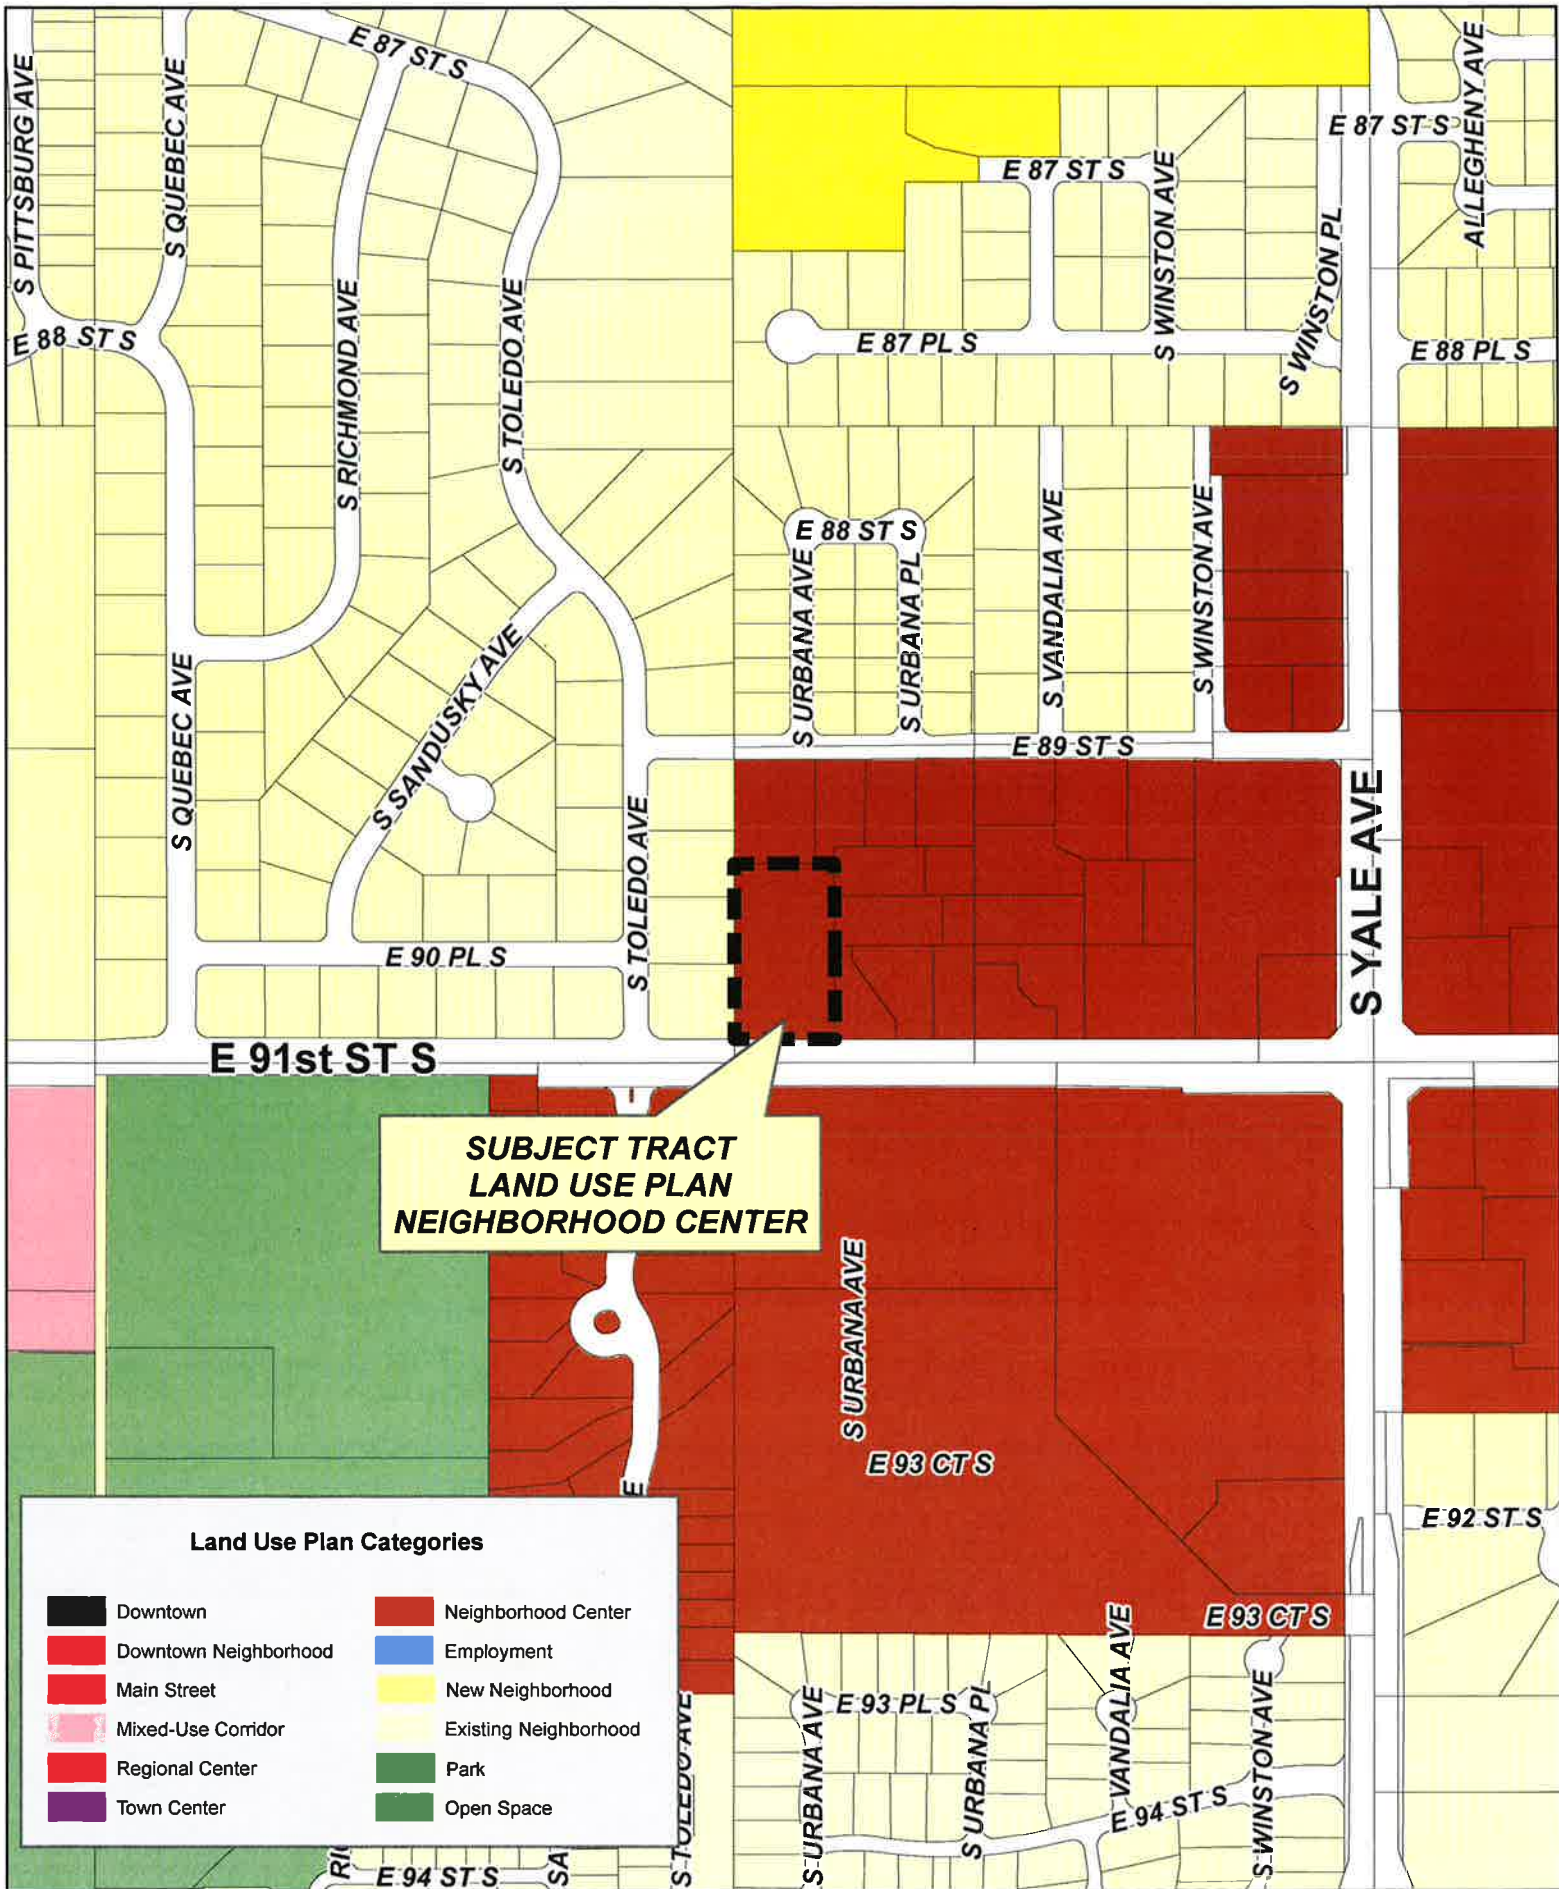 E 87 ST S
S PITTSBURG AVE
S QUEBEC AVE
ALLEGHENY AVE
E 87 ST S
E 87 ST S
S WINSTON AVE
S WINSTON PL
S RICHMOND AVE
S TOLEDO AVE
E 88 ST S
E 87 PL S
E 88 PL S
E 88 ST S
S URBANA AVE
S URBANA PL
S VANDALIA AVE
S WINSTON AVE
S QUEBEC AVE
S SANDUSKY AVE
E 89 ST S
S TOLEDO AVE
S YALE AVE
E 90 PL S
E 91st ST S
SUBJECT TRACT
LAND USE PLAN
NEIGHBORHOOD CENTER
S URBANA AVE
E 93 CT S
E
E 92 ST S
Land Use Plan Categories
Downtown
Downtown Neighborhood
Main Street
Mixed-Use Corridor
Regional Center
Town Center
Neighborhood Center
Employment
New Neighborhood
Existing Neighborhood
Park
Open Space
E 93 CT S
E 93 PL S
S URBANA AVE
S URBANA PL
VANDALIA AVE
S WINSTON AVE
S TOLEDO AVE
E 94 ST S
RI
E 94 ST S
SA